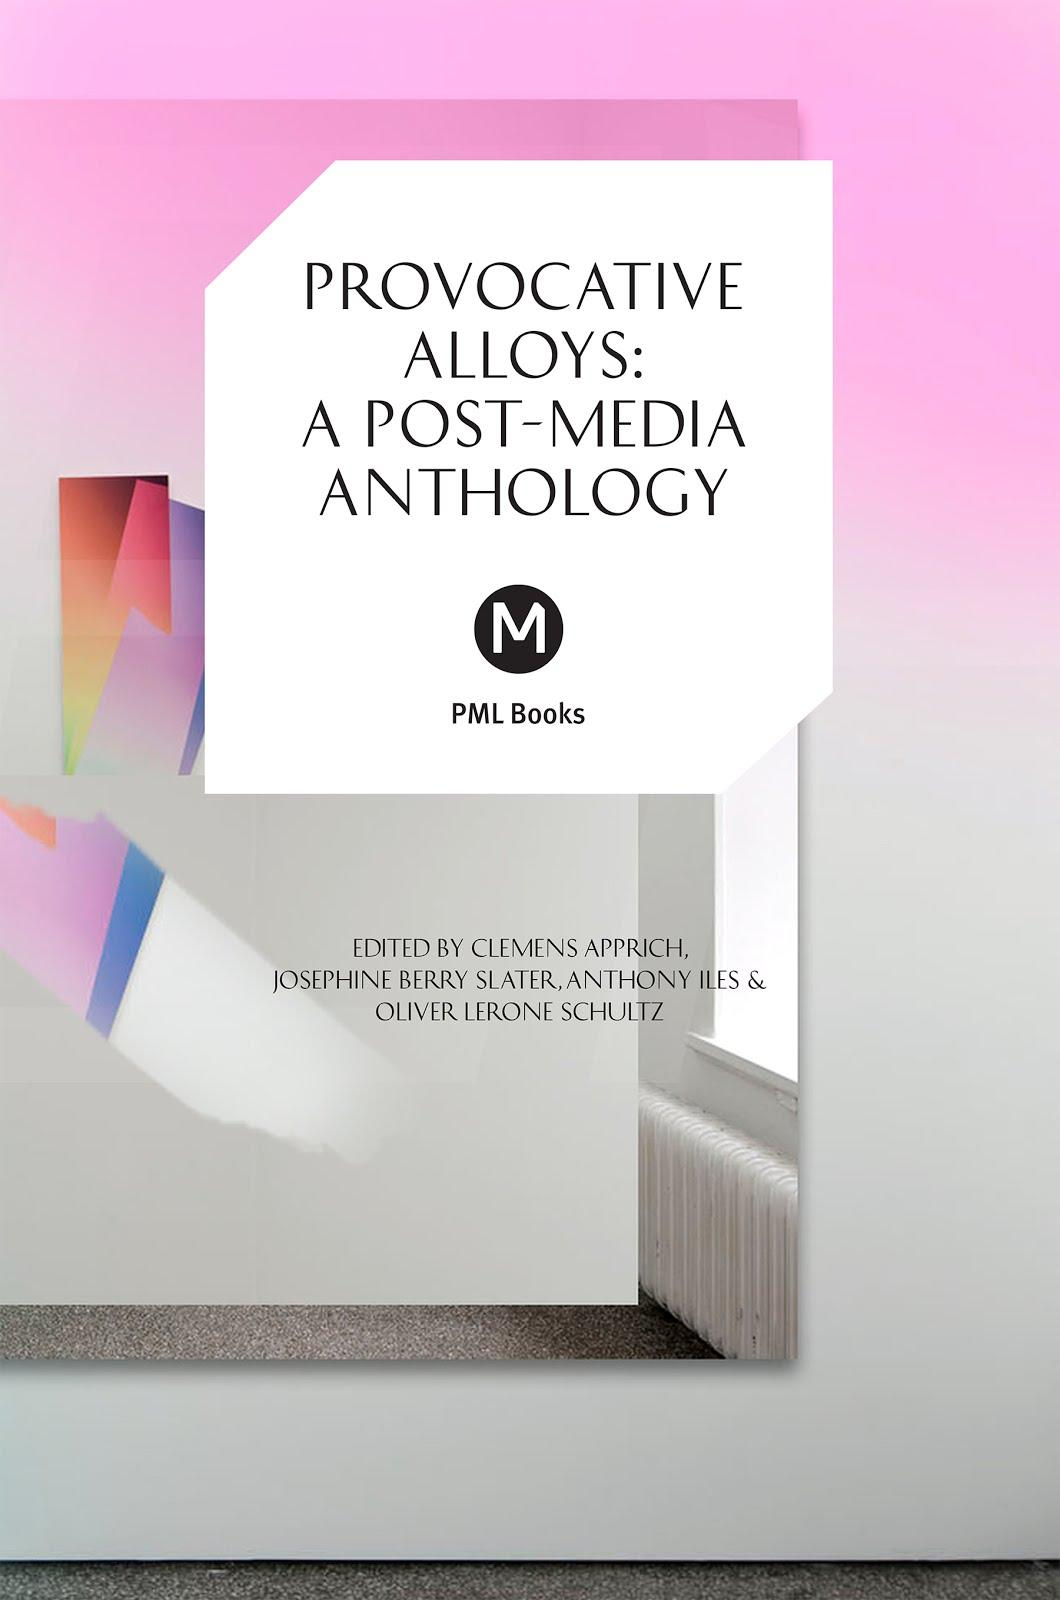 PROVOCATIVE
ALLOYS:
A POST-MEDIA
ANTHOLOGY
M
PML Books
EDITED BY CLEMENS APPRICH,
JOSEPHINE BERRY SLATER, ANTHONY ILES &
OLIVER LERONE SCHULTZ